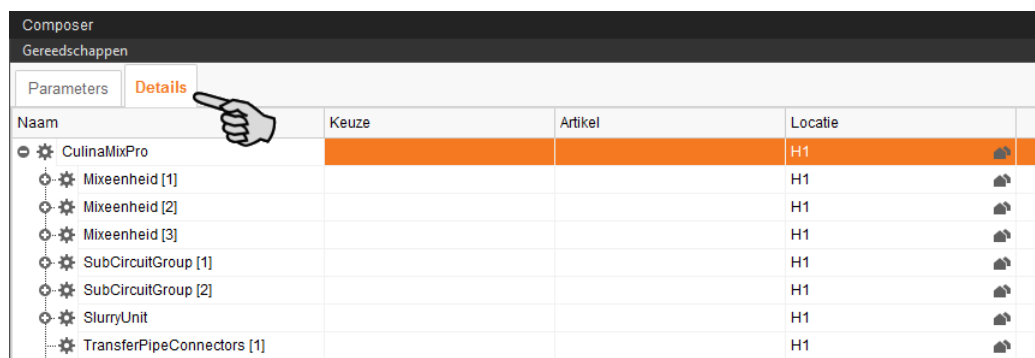 Composer
Gereedschappen
Parameters Details
Naam Keuze Artikel Locatie
CulinaMixPro H1
Mixeenheid [1] H1
Mixeenheid [2] H1
Mixeenheid [3] H1
SubCircuitGroup [1] H1
SubCircuitGroup [2] H1
SlurryUnit H1
TransferPipeConnectors [1] H1